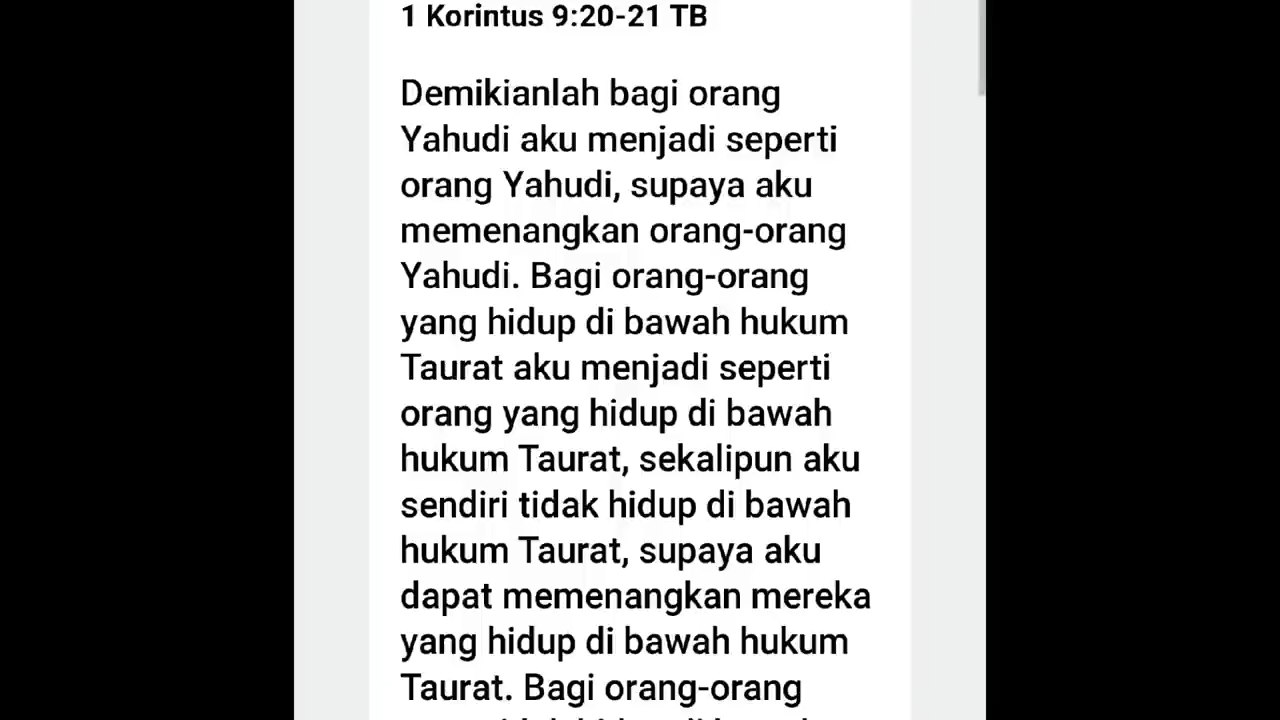 1 Korintus 9:20-21 TB
Demikianlah bagi orang
Yahudi aku menjadi seperti
orang Yahudi, supaya aku
memenangkan orang-orang
Yahudi. Bagi orang-orang
yang hidup di bawah hukum
Taurat aku menjadi seperti
orang yang hidup di bawah
hukum Taurat, sekalipun aku
sendiri tidak hidup di bawah
hukum Taurat, supaya aku
dapat memenangkan mereka
yang hidup di bawah hukum
Taurat. Bagi orang-orang